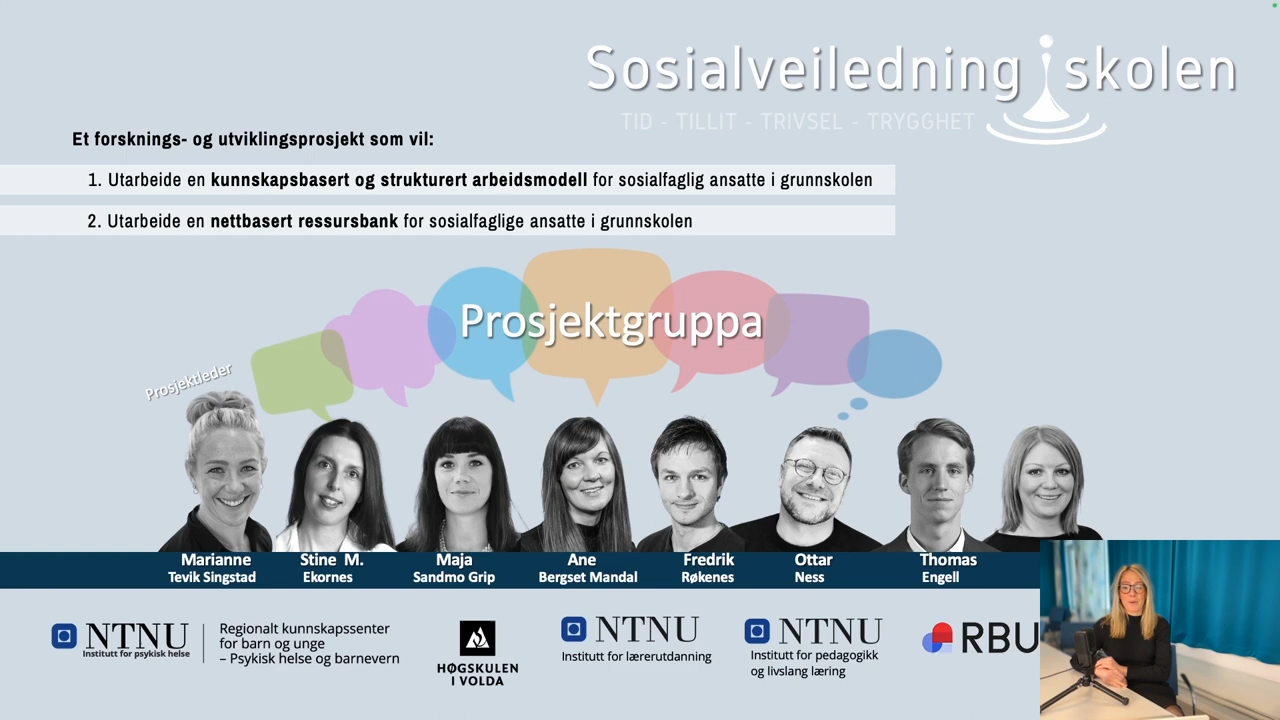 Sosialveiledning i skolen
TID - TILLIT - TRIVSEL - TRYGGHET
Et forsknings- og utviklingsprosjekt som vil:
1. Utarbeide en kunnskapsbasert og strukturert arbeidsmodell for sosialfaglig ansatte i grunnskolen
2. Utarbeide en nettbasert ressursbank for sosialfaglige ansatte i grunnskolen
Prosjektgruppa
Prosjektleder
Marianne
Tevik Singstad
Stine M.
Ekornes
Maja
Sandmo Grip
Ane
Bergset Mandal
Fredrik
Røkenes
Ottar
Ness
Thomas
Engell
NTNU
Institutt for psykisk helse
Regionalt kunnskapssenter
for barn og unge
– Psykisk helse og barnevern
HØGSKULEN
I VOLDA
NTNU
Institutt for lærerutdanning
NTNU
Institutt for pedagogikk
og livslang læring
RBU